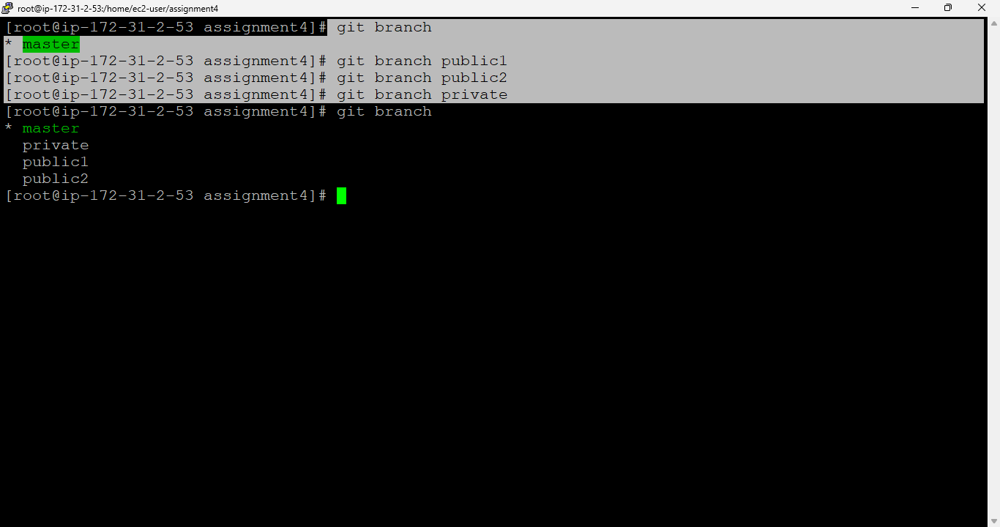 root@ip-172-31-2-53:/home/ec2-user/assignment4
[root@ip-172-31-2-53 assignment4]# git branch
* master
[root@ip-172-31-2-53 assignment4]# git branch public1
[root@ip-172-31-2-53 assignment4]# git branch public2
[root@ip-172-31-2-53 assignment4]# git branch private
[root@ip-172-31-2-53 assignment4]# git branch
* master
  private
  public1
  public2
[root@ip-172-31-2-53 assignment4]#